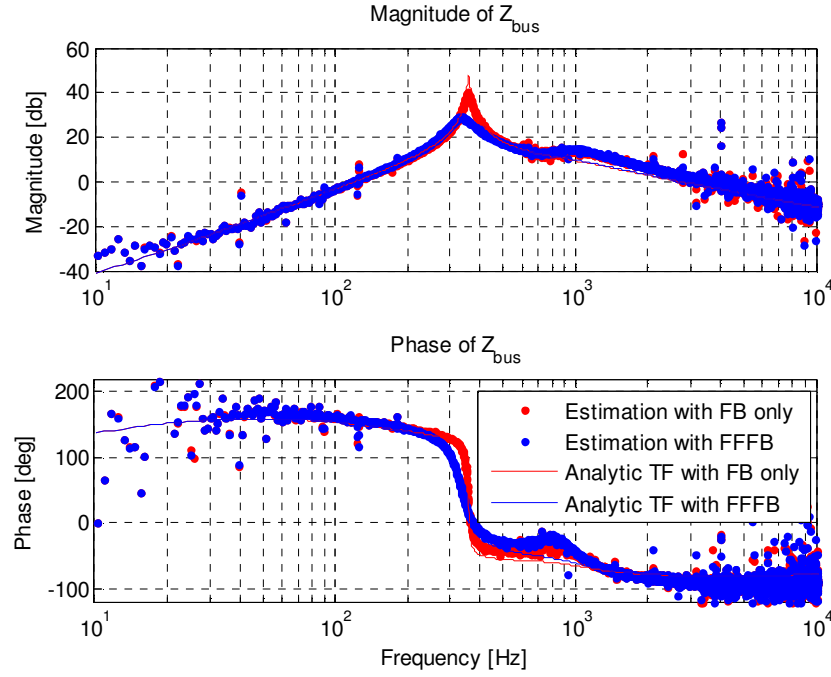 Magnitude of Z_bus
60
40
20
0
-20
-40
Magnitude [db]
10^1
10^2
10^3
10^4
Phase of Z_bus
200
100
0
-100
Phase [deg]
Estimation with FB only
Estimation with FFFB
Analytic TF with FB only
Analytic TF with FFFB
10^1
10^2
10^3
10^4
Frequency [Hz]